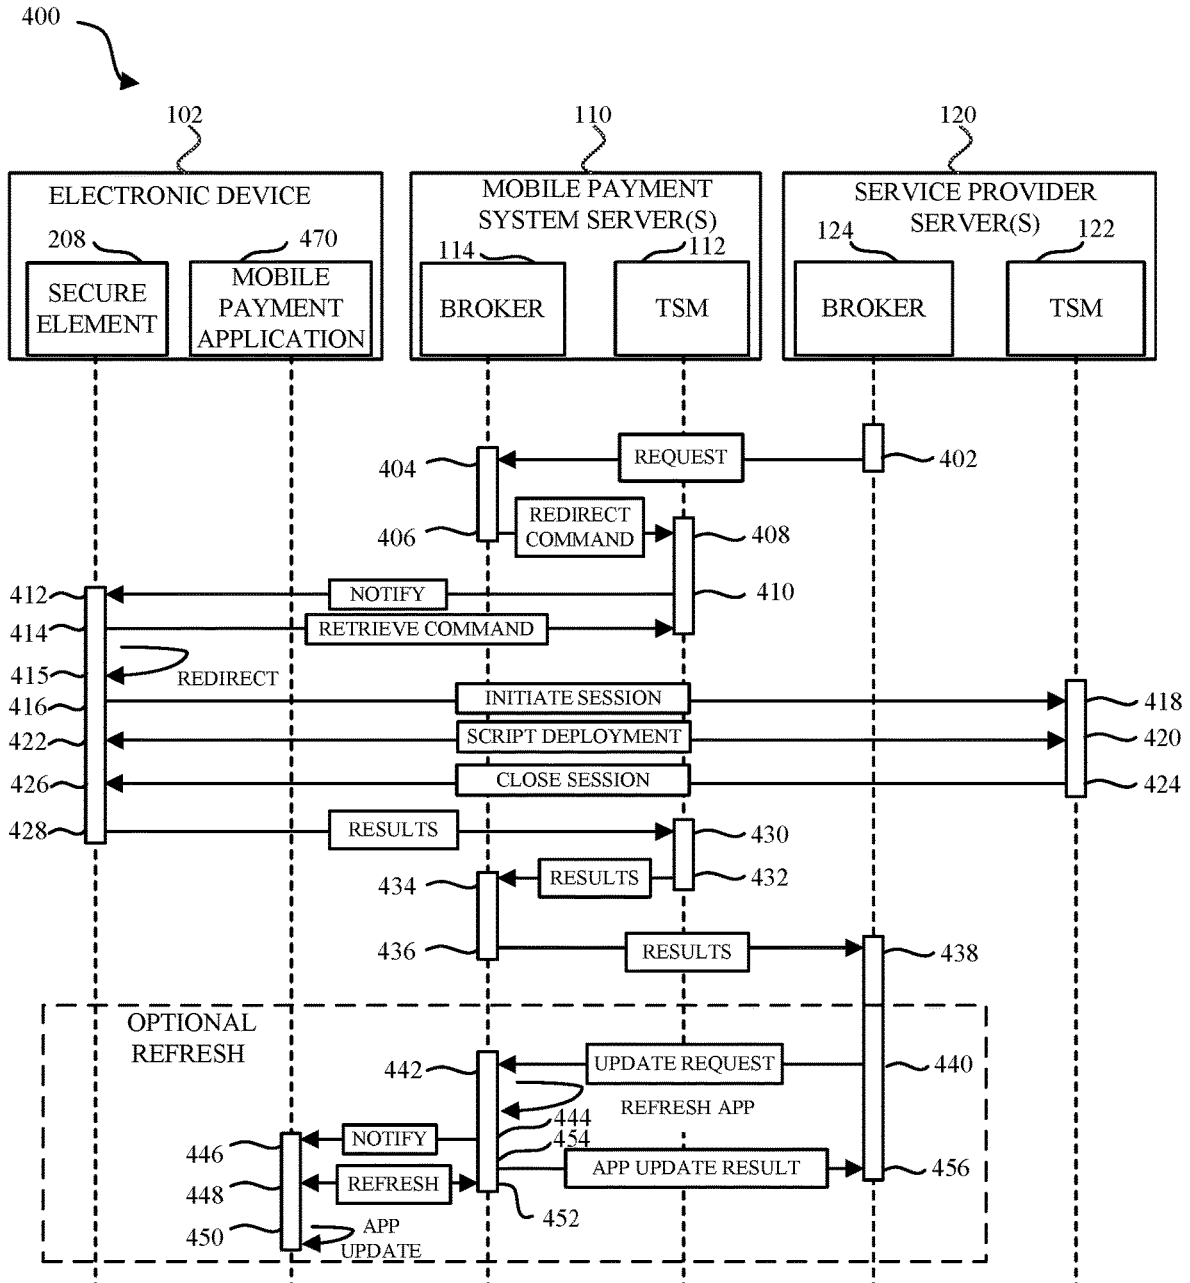 400
102
110
120
ELECTRONIC DEVICE
MOBILE PAYMENT
SYSTEM SERVER(S)
SERVICE PROVIDER
SERVER(S)
208
470
114
112
124
122
SECURE
ELEMENT
MOBILE
PAYMENT
APPLICATION
BROKER
TSM
BROKER
TSM
404
REQUEST
402
406
REDIRECT
COMMAND
408
412
NOTIFY
410
414
RETRIEVE COMMAND
415
REDIRECT
416
INITIATE SESSION
418
422
SCRIPT DEPLOYMENT
420
426
CLOSE SESSION
424
428
RESULTS
430
434
RESULTS
432
436
RESULTS
438
OPTIONAL
REFRESH
442
UPDATE REQUEST
440
REFRESH APP
444
446
NOTIFY
454
APP UPDATE RESULT
456
448
REFRESH
452
450
APP
UPDATE